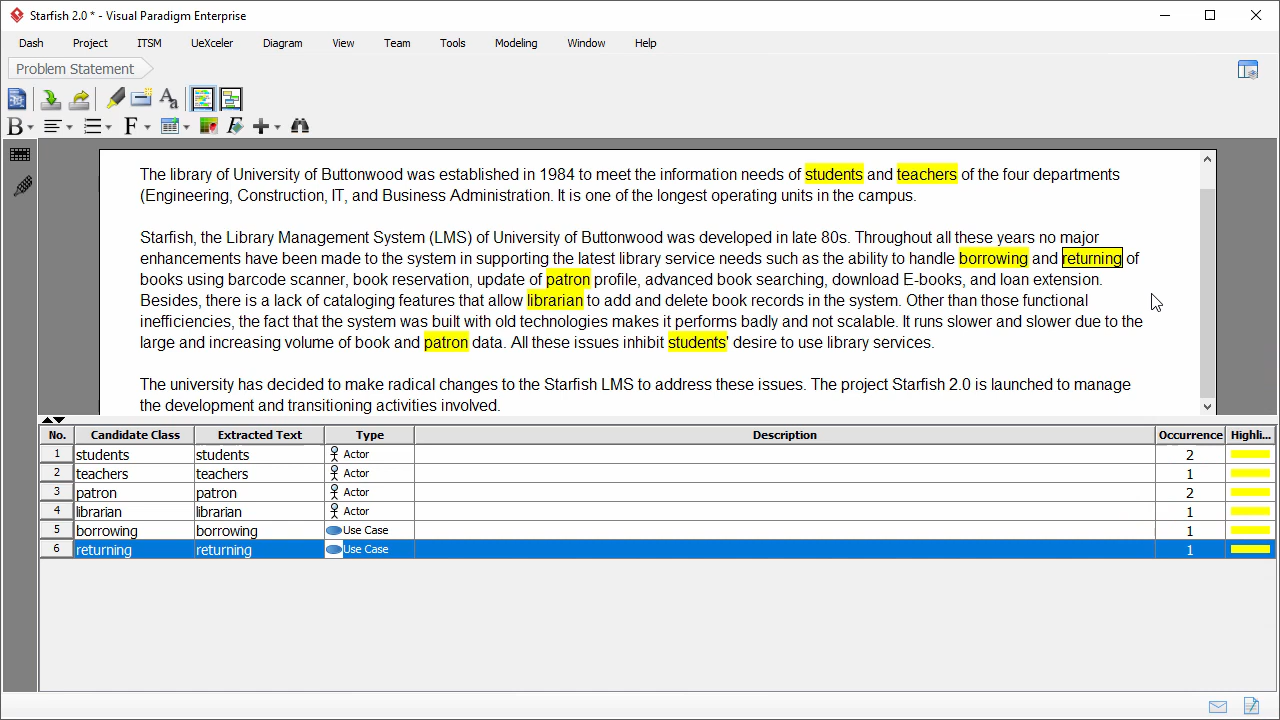 Starfish 2.0 * - Visual Paradigm Enterprise
Dash Project ITSM UeXceler Diagram View Team Tools Modeling Window Help
Problem Statement
The library of University of Buttonwood was established in 1984 to meet the information needs of students and teachers of the four departments
(Engineering, Construction, IT, and Business Administration. It is one of the longest operating units in the campus.
Starfish, the Library Management System (LMS) of University of Buttonwood was developed in late 80s. Throughout all these years no major
enhancements have been made to the system in supporting the latest library service needs such as the ability to handle borrowing and returning of
books using barcode scanner, book reservation, update of patron profile, advanced book searching, download E-books, and loan extension.
Besides, there is a lack of cataloging features that allow librarian to add and delete book records in the system. Other than those functional
inefficiencies, the fact that the system was built with old technologies makes it performs badly and not scalable. It runs slower and slower due to the
large and increasing volume of book and patron data. All these issues inhibit students' desire to use library services.
The university has decided to make radical changes to the Starfish LMS to address these issues. The project Starfish 2.0 is launched to manage
the development and transitioning activities involved.
No. Candidate Class Extracted Text Type Description Occurrence Highli...
1 students students Actor 2
2 teachers teachers Actor 1
3 patron patron Actor 2
4 librarian librarian Actor 1
5 borrowing borrowing Use Case 1
6 returning returning Use Case 1